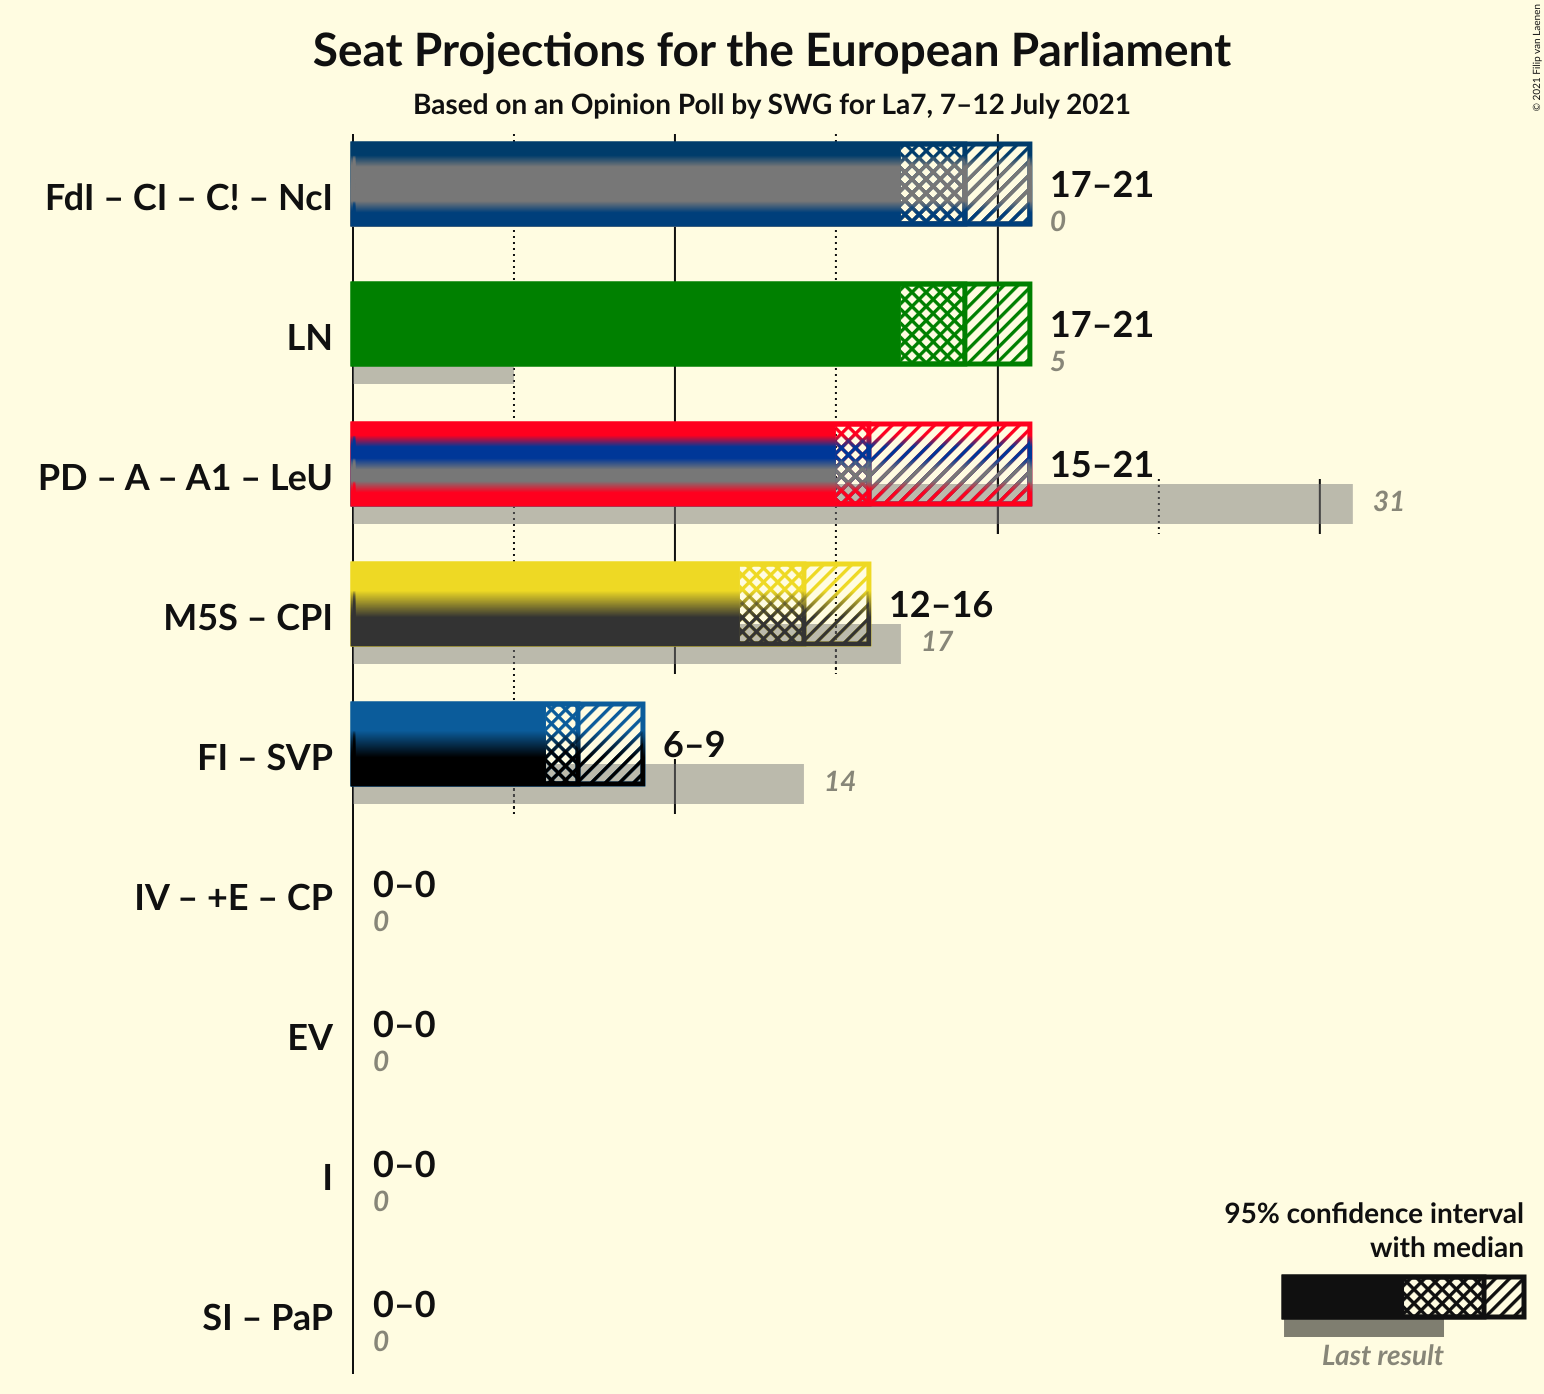 Seat Projections for the European Parliament
Based on an Opinion Poll by SWG for La7, 7–12 July 2021
© 2021 Filip van Laenen
FdI – CI – C! – NcI
17–21
0
LN
17–21
5
PD – A – A1 – LeU
15–21
31
M5S – CPI
12–16
17
FI – SVP
6–9
14
IV – +E – CP
0–0
0
EV
0–0
0
I
0–0
0
SI – PaP
0–0
0
95% confidence interval
with median
Last result